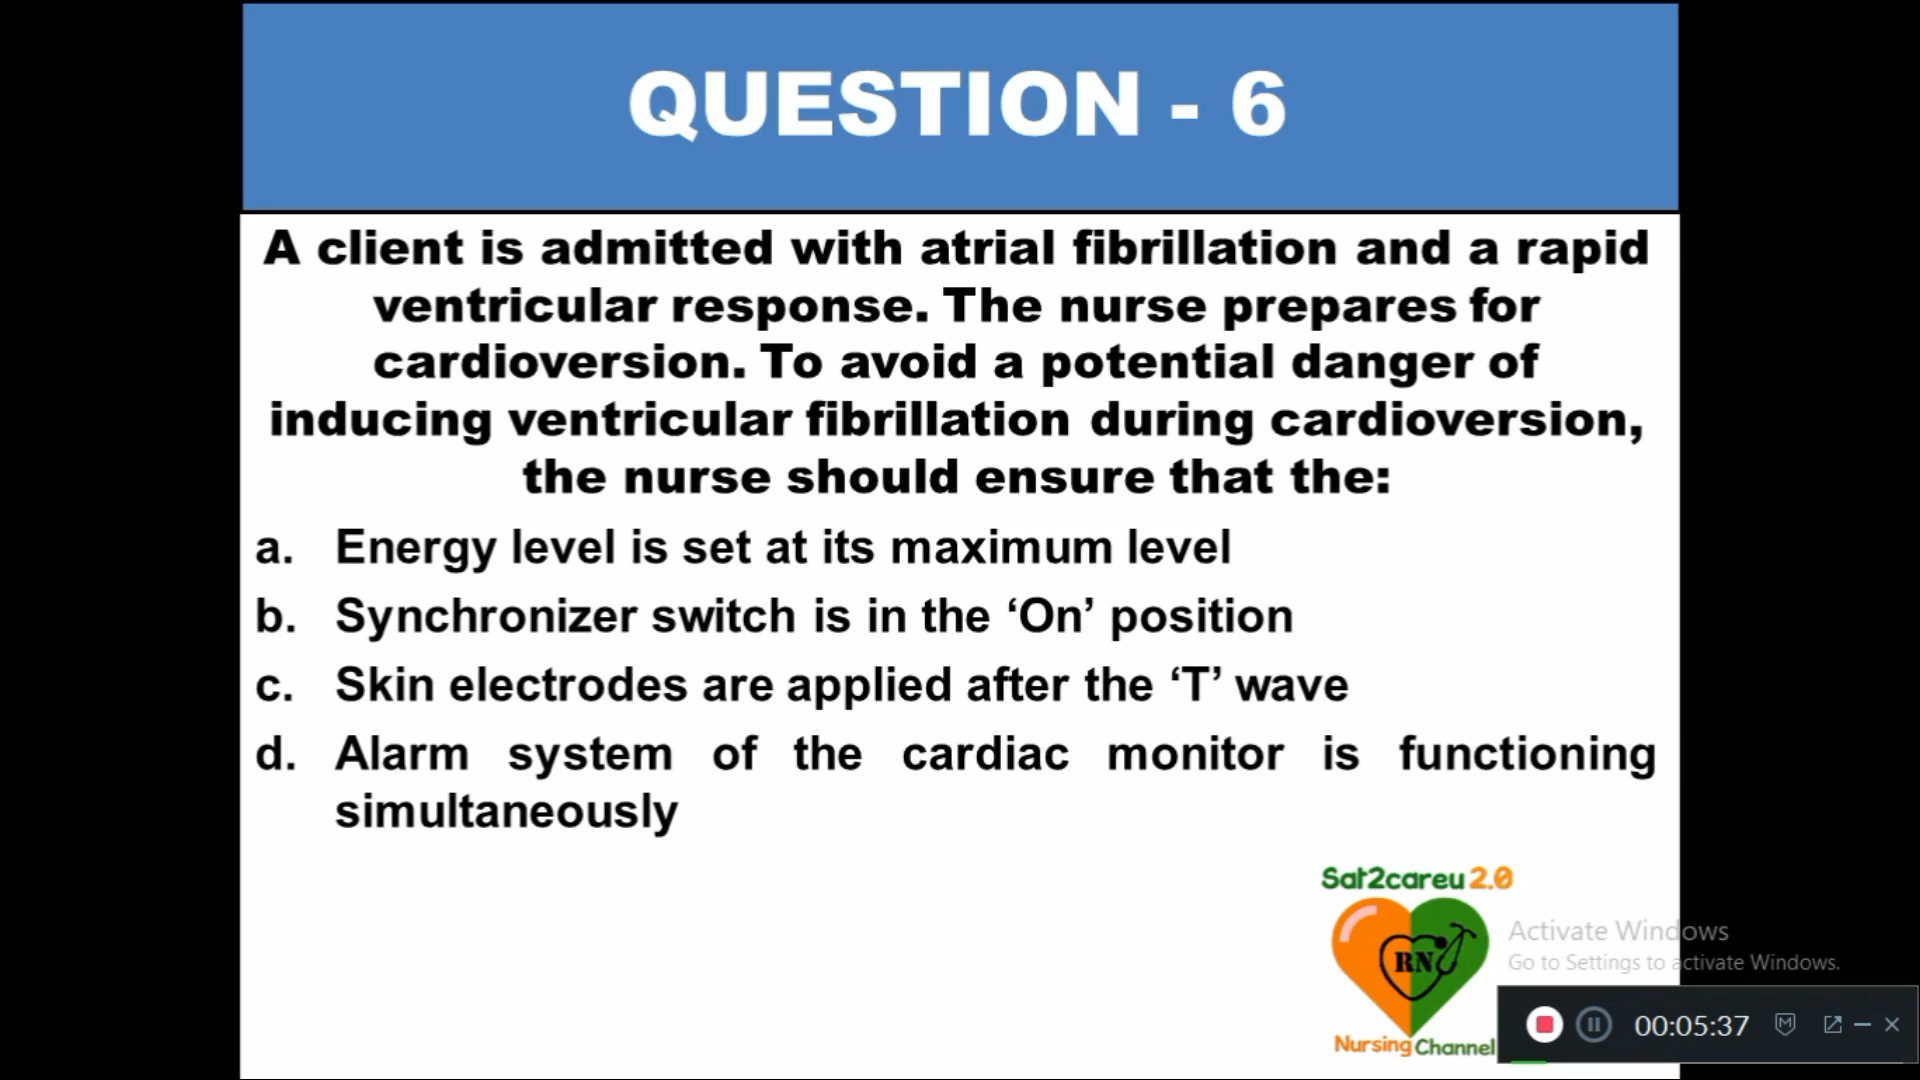 QUESTION - 6
A client is admitted with atrial fibrillation and a rapid
ventricular response. The nurse prepares for
cardioversion. To avoid a potential danger of
inducing ventricular fibrillation during cardioversion,
the nurse should ensure that the:
a. Energy level is set at its maximum level
b. Synchronizer switch is in the ‘On’ position
c. Skin electrodes are applied after the ‘T’ wave
d. Alarm system of the cardiac monitor is functioning
simultaneously
Sat2careu 2.0
RN
Nursing Channel
Activate Windows
Go to Settings to activate Windows.
00:05:37